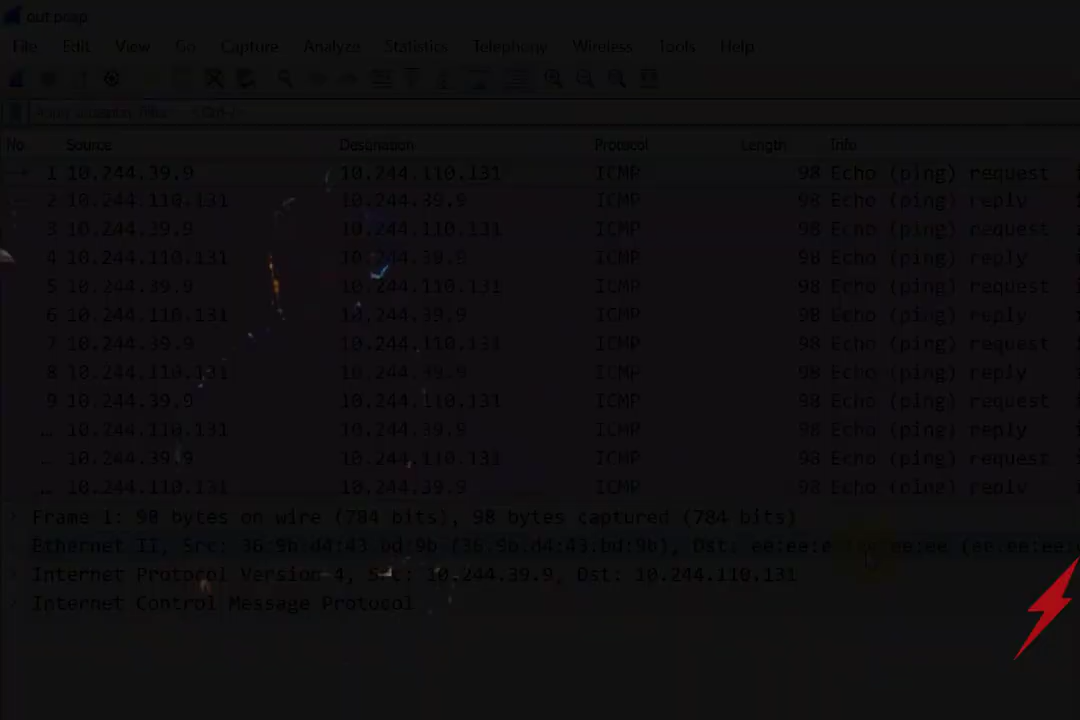 out.pcap
File Edit View Go Capture Analyze Statistics Telephony Wireless Tools Help
No. Source Destination Protocol Length Info
1 10.244.39.9 10.244.110.131 ICMP 98 Echo (ping) request
2 10.244.110.131 10.244.39.9 ICMP 98 Echo (ping) reply
3 10.244.39.9 10.244.110.131 ICMP 98 Echo (ping) request
4 10.244.110.131 10.244.39.9 ICMP 98 Echo (ping) reply
5 10.244.39.9 10.244.110.131 ICMP 98 Echo (ping) request
6 10.244.110.131 10.244.39.9 ICMP 98 Echo (ping) reply
7 10.244.39.9 10.244.110.131 ICMP 98 Echo (ping) request
8 10.244.110.131 10.244.39.9 ICMP 98 Echo (ping) reply
9 10.244.39.9 10.244.110.131 ICMP 98 Echo (ping) request
… 10.244.110.131 10.244.39.9 ICMP 98 Echo (ping) reply
… 10.244.39.9 10.244.110.131 ICMP 98 Echo (ping) request
… 10.244.110.131 10.244.39.9 ICMP 98 Echo (ping) reply
Frame 1: 98 bytes on wire (784 bits), 98 bytes captured (784 bits)
Ethernet II, Src: 36:9b:d4:43:bd:9b (36:9b:d4:43:bd:9b), Dst: ee:ee:ee:ee:ee:ee (ee:ee:ee:
Internet Protocol Version 4, Src: 10.244.39.9, Dst: 10.244.110.131
Internet Control Message Protocol